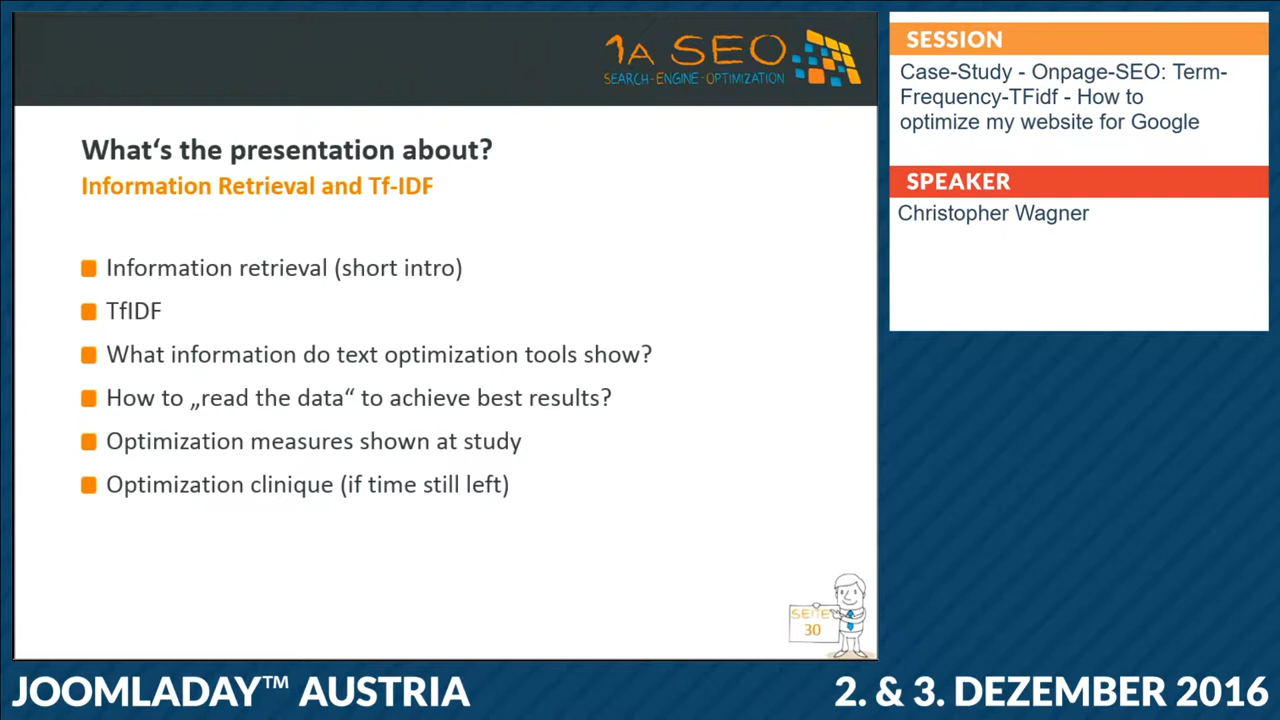 1A SEO
SEARCH-ENGINE-OPTIMIZATION
What‘s the presentation about?
Information Retrieval and Tf-IDF
Information retrieval (short intro)
TfIDF
What information do text optimization tools show?
How to „read the data“ to achieve best results?
Optimization measures shown at study
Optimization clinique (if time still left)
SEITE
30
SESSION
Case-Study - Onpage-SEO: Term-
Frequency-TFidf - How to
optimize my website for Google
SPEAKER
Christopher Wagner
JOOMLADAY™ AUSTRIA
2. & 3. DEZEMBER 2016